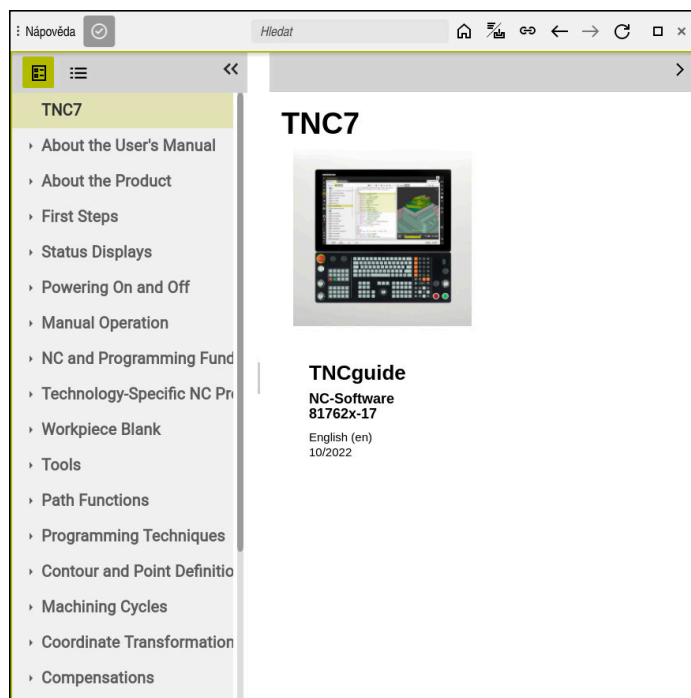 Nápověda
Hledat
TNC7
About the User's Manual
About the Product
First Steps
Status Displays
Powering On and Off
Manual Operation
NC and Programming Fund
Technology-Specific NC Pr
Workpiece Blank
Tools
Path Functions
Programming Techniques
Contour and Point Definitio
Machining Cycles
Coordinate Transformation
Compensations
TNC7
TNCguide
NC-Software
81762x-17
English (en)
10/2022